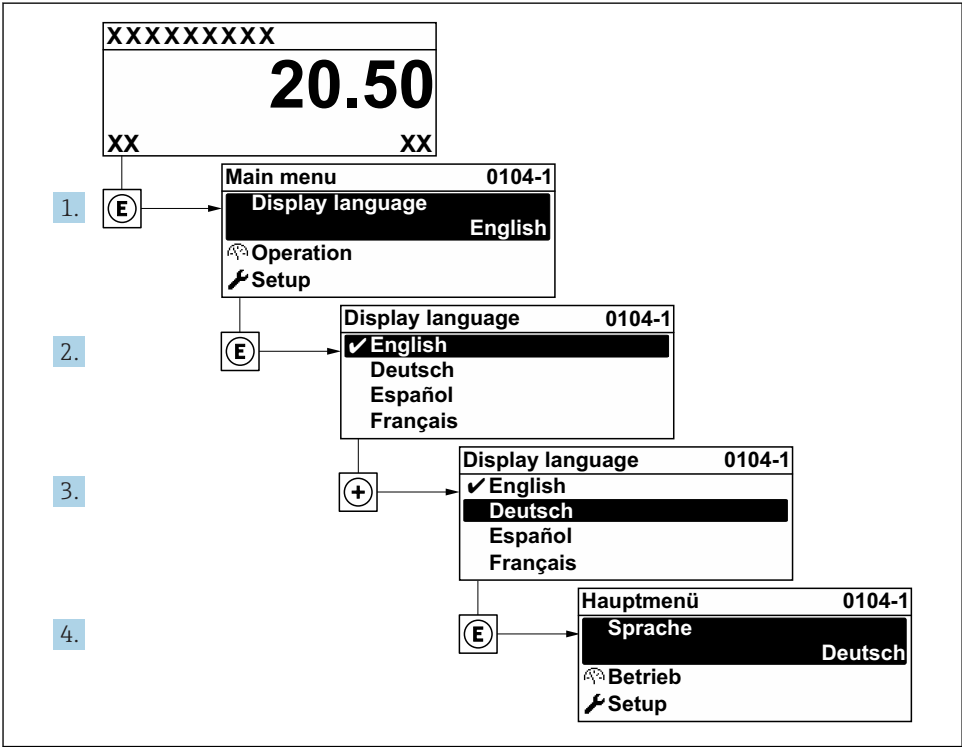 XXXXXXXXX
20.50
XX XX
1. E
Main menu 0104-1
Display language
English
Operation
Setup
2. E
Display language 0104-1
✔ English
Deutsch
Español
Français
3. +
Display language 0104-1
✔ English
Deutsch
Español
Français
4. E
Hauptmenü 0104-1
Sprache
Deutsch
Betrieb
Setup